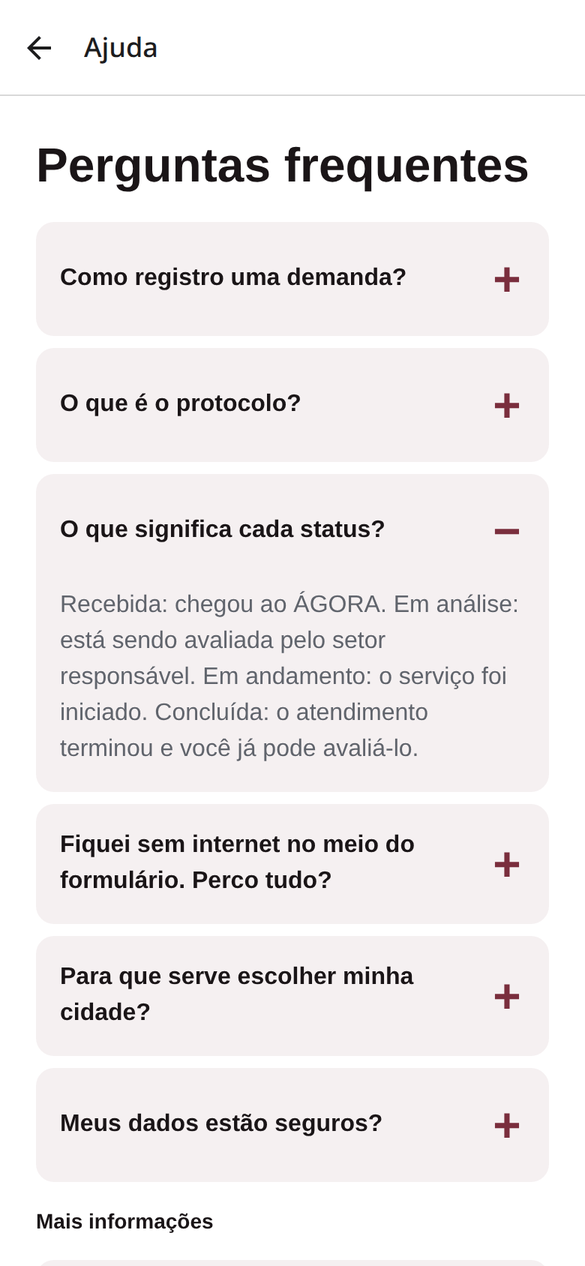 Ajuda
Perguntas frequentes
Como registro uma demanda?
O que é o protocolo?
O que significa cada status?
Recebida: chegou ao ÁGORA. Em análise:
está sendo avaliada pelo setor
responsável. Em andamento: o serviço foi
iniciado. Concluída: o atendimento
terminou e você já pode avaliá-lo.
Fiquei sem internet no meio do
formulário. Perco tudo?
Para que serve escolher minha
cidade?
Meus dados estão seguros?
Mais informações